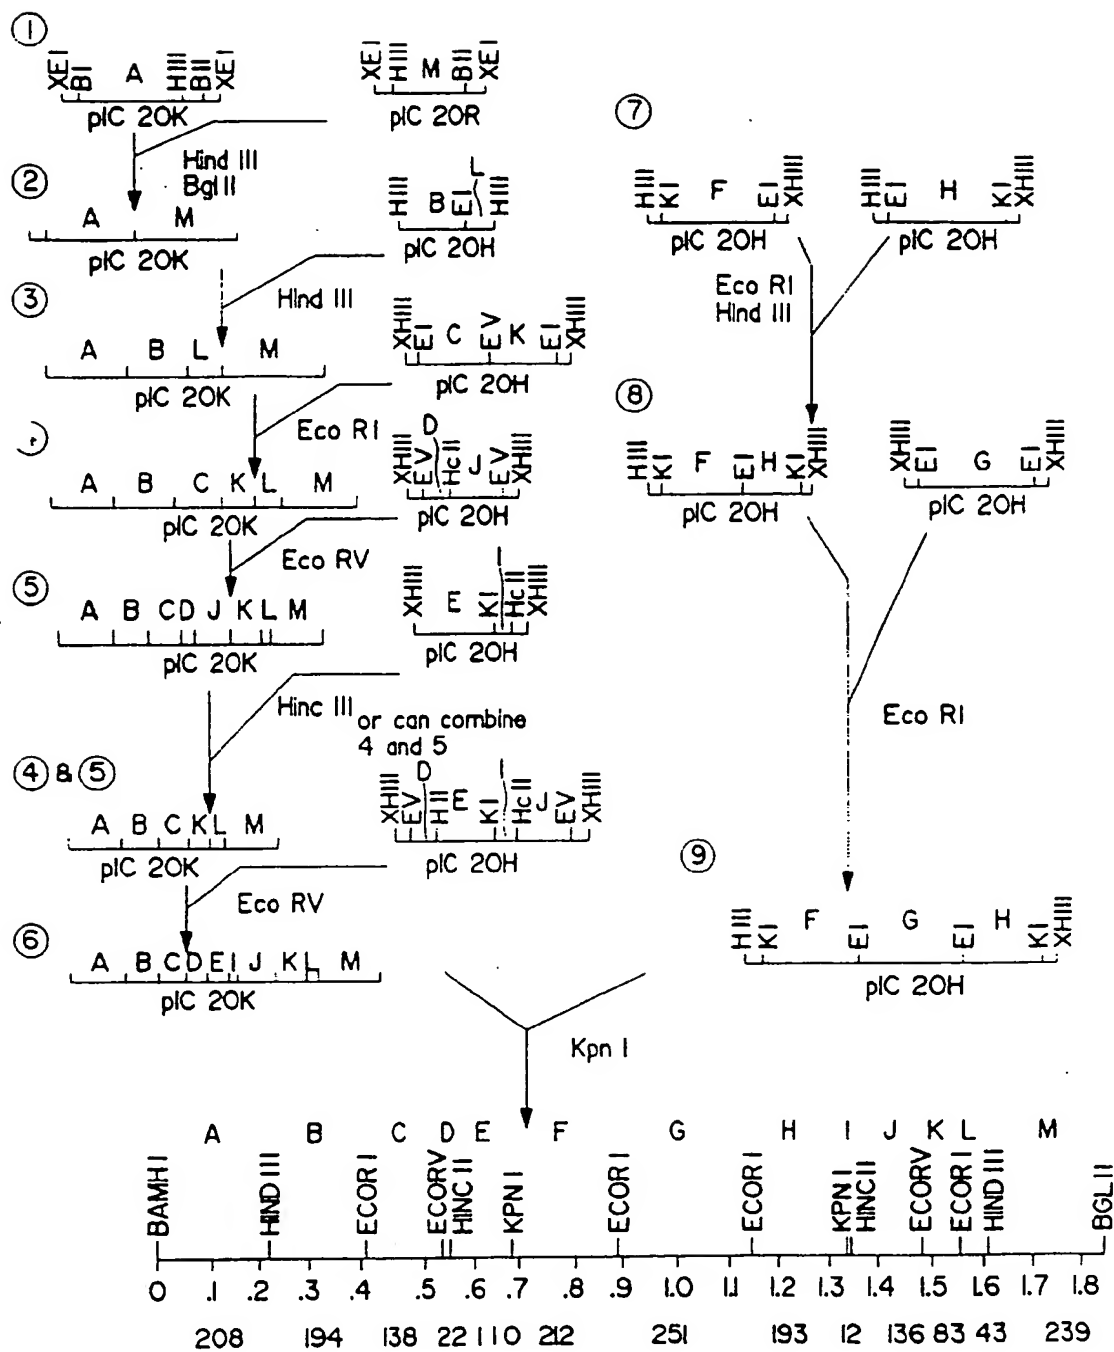 ①
XEI BI A HIII BII XEI
pIC 20K
XEI HIII M BII XEI
pIC 20R
Hind III
Bgl II
②
A M
pIC 20K
HIII B EI L HIII
pIC 20H
Hind III
③
A B L M
pIC 20K
XHIII EI C EV K EI XHIII
pIC 20H
Eco RI
A B C K L M
pIC 20K
XHIII EV D HcII J EV XHIII
pIC 20H
Eco RV
⑤
A B C D J K L M
pIC 20K
XHIII E KI I HcII XHIII
pIC 20H
Hinc III
or can combine
4 and 5
④ & ⑤
A B C K L M
pIC 20K
XHIII EV D HII E KI I HcII J EV XHIII
pIC 20H
Eco RV
⑥
A B C D E I J K L M
pIC 20K
⑦
HIII KI F EI XHIII
pIC 20H
HIII EI H KI XHIII
pIC 20H
Eco RI
Hind III
⑧
HIII KI F EI H KI XHIII
pIC 20H
XHIII EI G EI XHIII
pIC 20H
Eco RI
⑨
HIII KI F EI G EI H KI XHIII
pIC 20H
Kpn I
A B C D E F G H I J K L M
BAMH I HIND III ECOR I ECORV HINC II KPN I ECOR I ECOR I KPN I HINC II ECORV ECOR I HIND III BGL II
0 .1 .2 .3 .4 .5 .6 .7 .8 .9 1.0 1.1 1.2 1.3 1.4 1.5 1.6 1.7 1.8
208 194 138 22 110 212 251 193 12 136 83 43 239